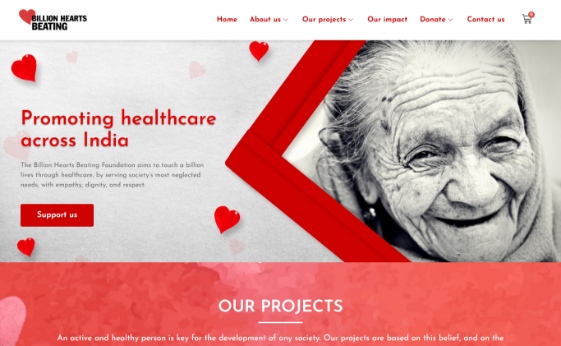 BILLION HEARTS
BEATING
Home About us Our projects Our impact Donate Contact us
0
Promoting healthcare
across India
The Billion Hearts Beating Foundation aims to touch a billion
lives through healthcare, by serving society's most neglected
needs, with empathy, dignity, and respect.
Support us
OUR PROJECTS
An active and healthy person is key for the development of any society. Our projects are based on this belief, and on the